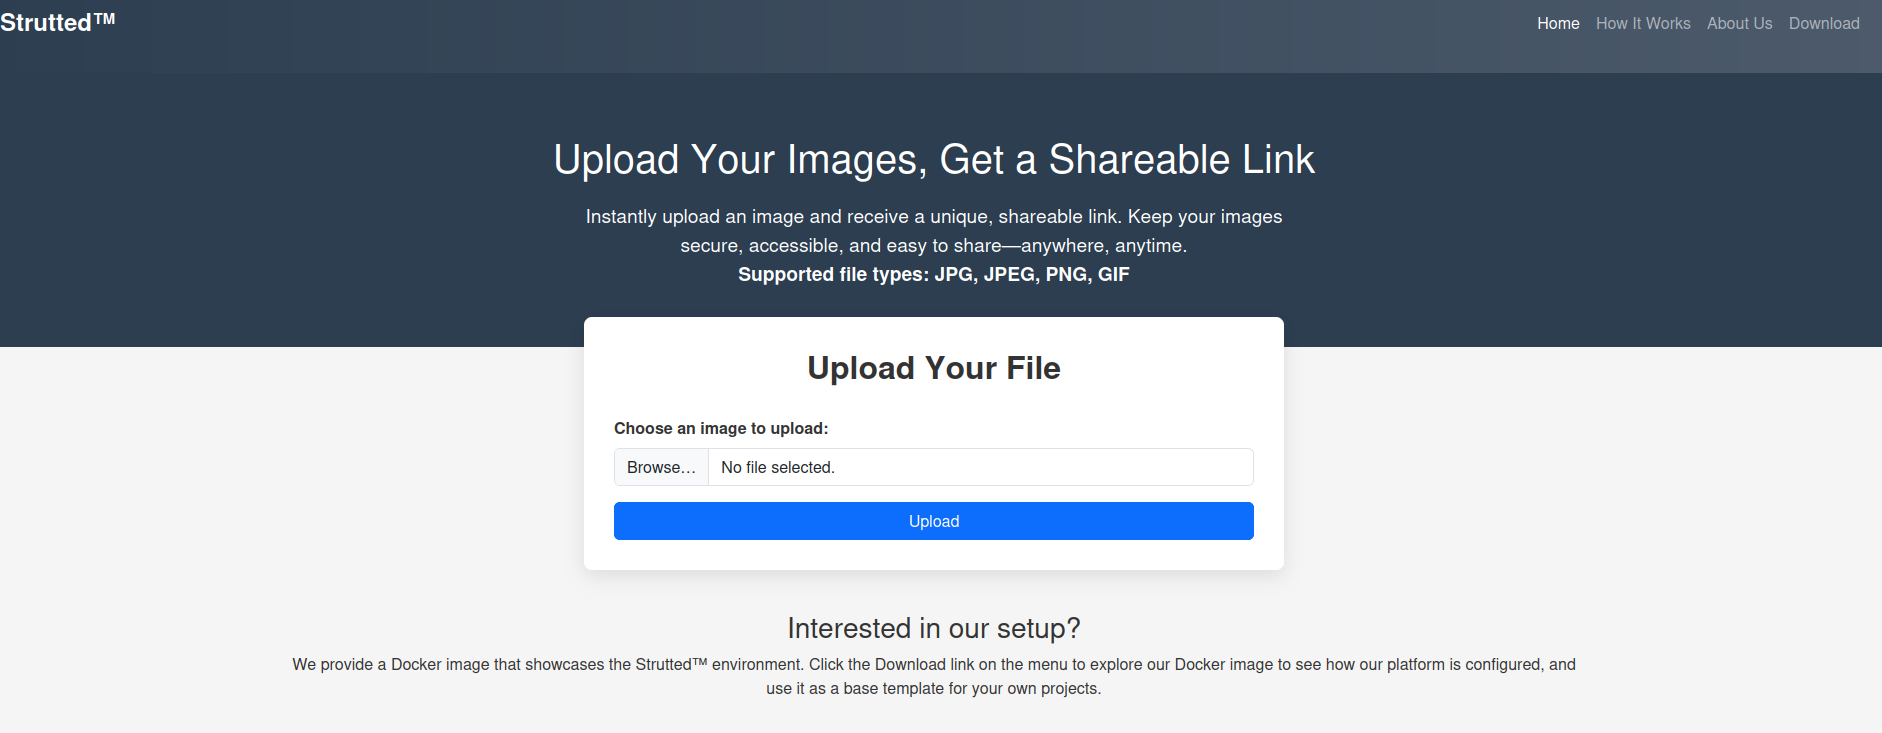 Strutted™
Home How It Works About Us Download
Upload Your Images, Get a Shareable Link
Instantly upload an image and receive a unique, shareable link. Keep your images
secure, accessible, and easy to share—anywhere, anytime.
Supported file types: JPG, JPEG, PNG, GIF
Upload Your File
Choose an image to upload:
Browse… No file selected.
Upload
Interested in our setup?
We provide a Docker image that showcases the Strutted™ environment. Click the Download link on the menu to explore our Docker image to see how our platform is configured, and
use it as a base template for your own projects.